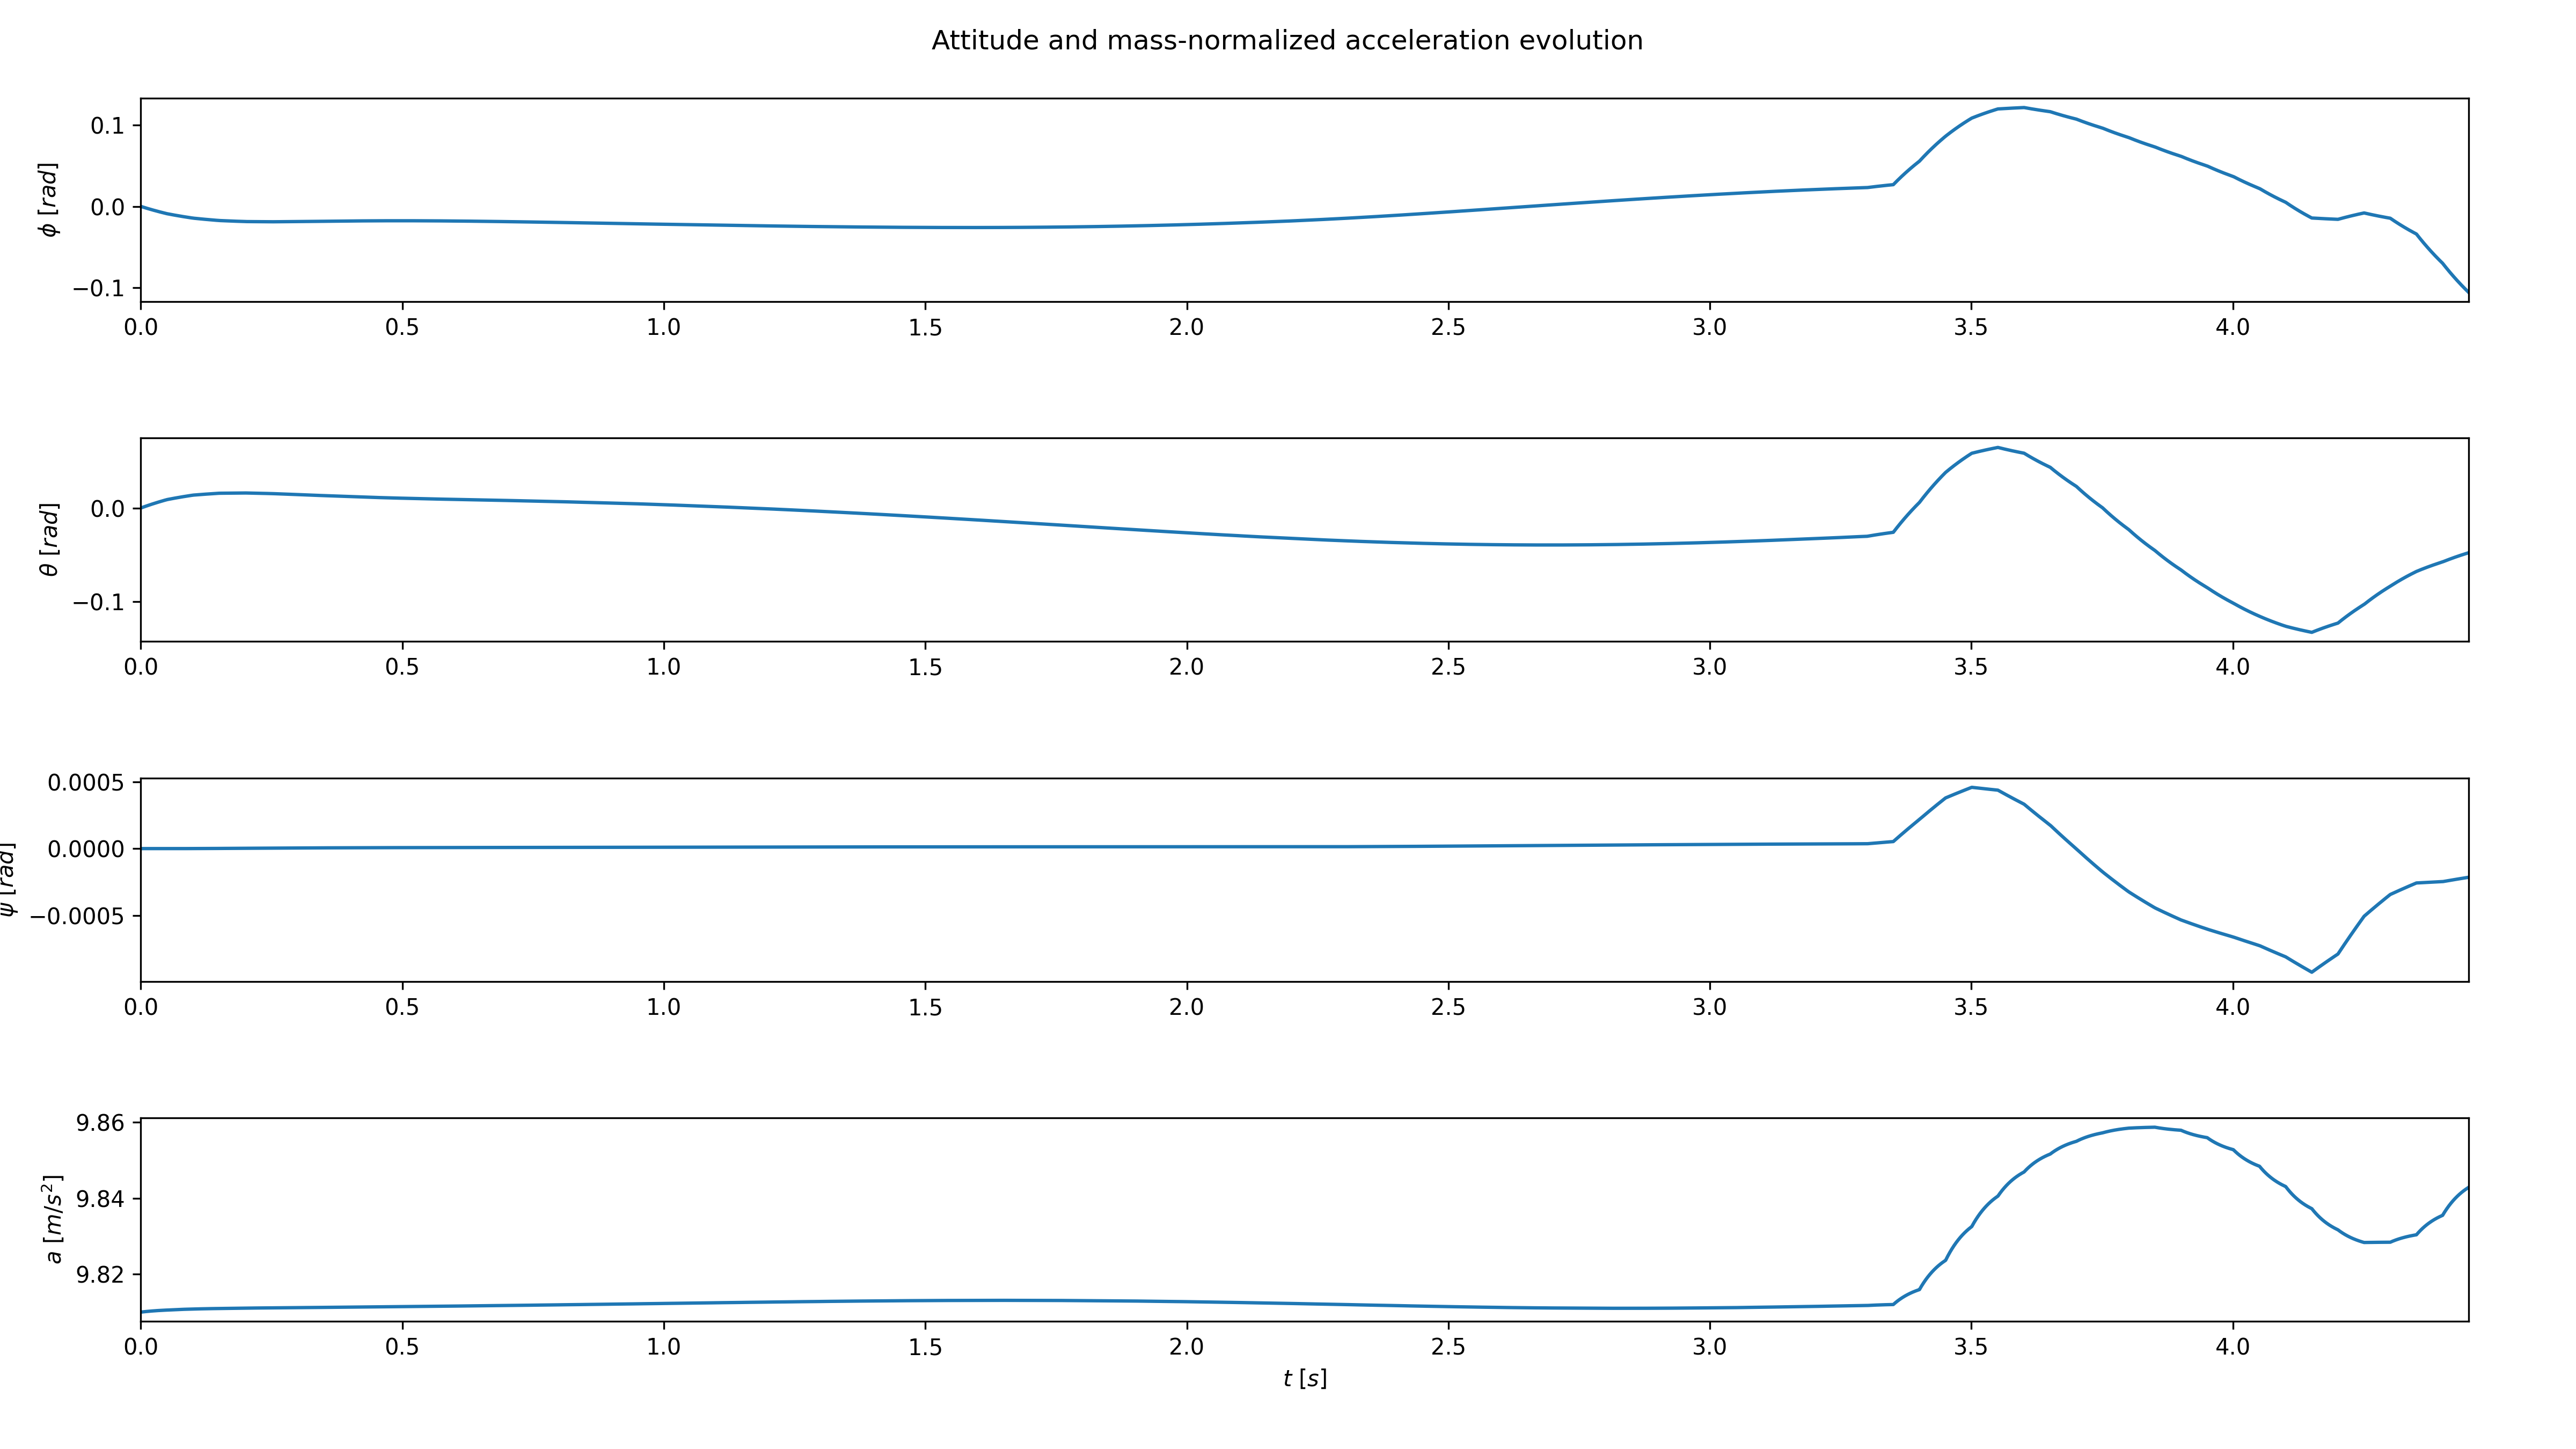 Attitude and mass-normalized acceleration evolution
0.1
0.0
−0.1
ϕ [rad]
0.0 0.5 1.0 1.5 2.0 2.5 3.0 3.5 4.0
0.0
−0.1
θ [rad]
0.0 0.5 1.0 1.5 2.0 2.5 3.0 3.5 4.0
0.0005
0.0000
−0.0005
ψ [rad]
0.0 0.5 1.0 1.5 2.0 2.5 3.0 3.5 4.0
9.86
9.84
9.82
a [m/s²]
0.0 0.5 1.0 1.5 2.0 2.5 3.0 3.5 4.0
t [s]